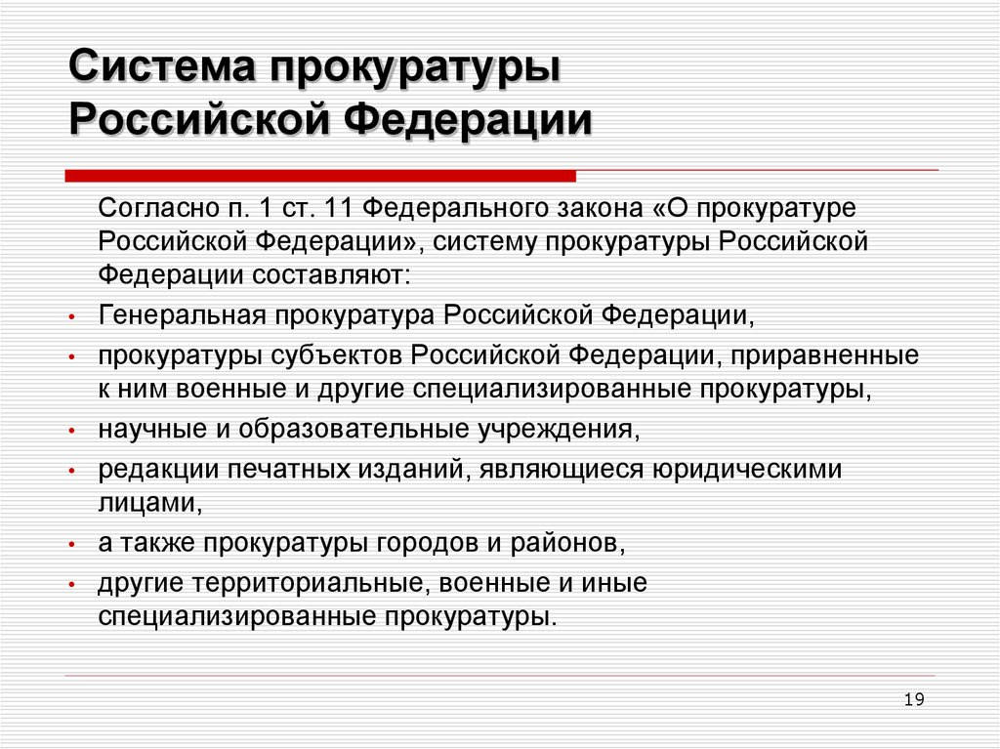 Система прокуратуры
Российской Федерации
Согласно п. 1 ст. 11 Федерального закона «О прокуратуре
Российской Федерации», систему прокуратуры Российской
Федерации составляют:
• Генеральная прокуратура Российской Федерации,
• прокуратуры субъектов Российской Федерации, приравненные
к ним военные и другие специализированные прокуратуры,
• научные и образовательные учреждения,
• редакции печатных изданий, являющиеся юридическими
лицами,
• а также прокуратуры городов и районов,
• другие территориальные, военные и иные
специализированные прокуратуры.
19